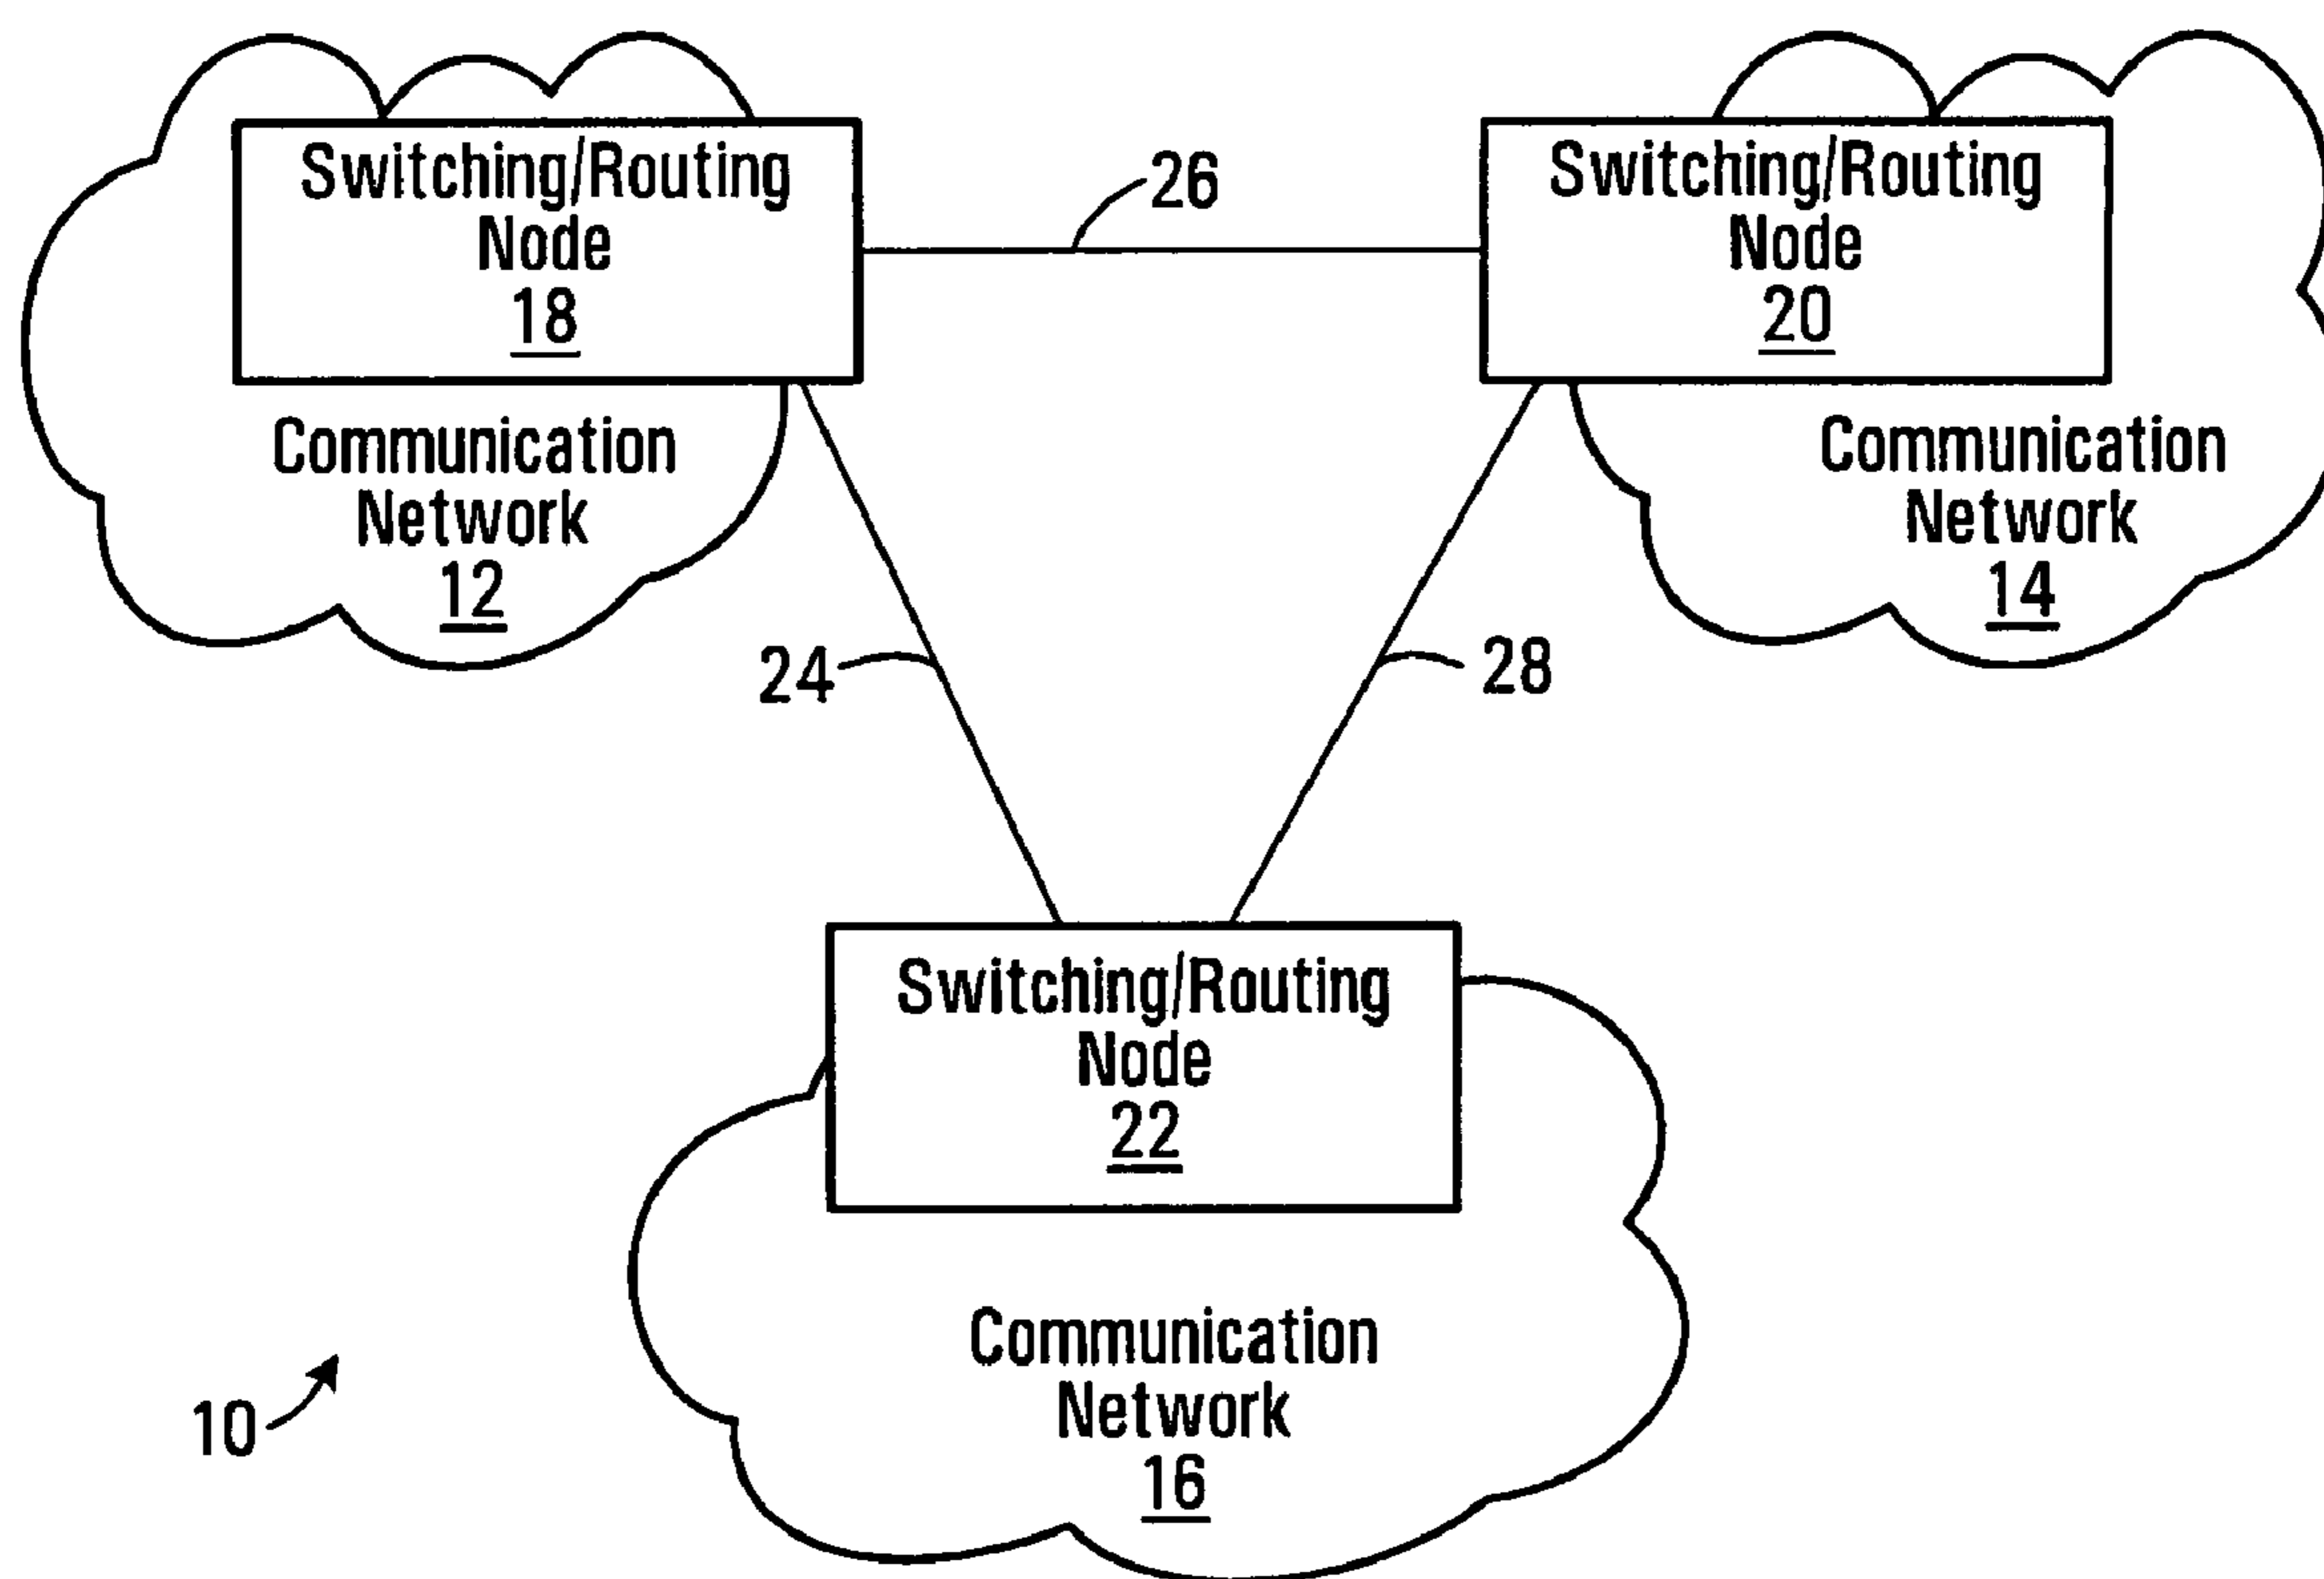 Switching/Routing
Node
18
Communication
Network
12
26
Switching/Routing
Node
20
Communication
Network
14
24
28
Switching/Routing
Node
22
Communication
Network
16
10